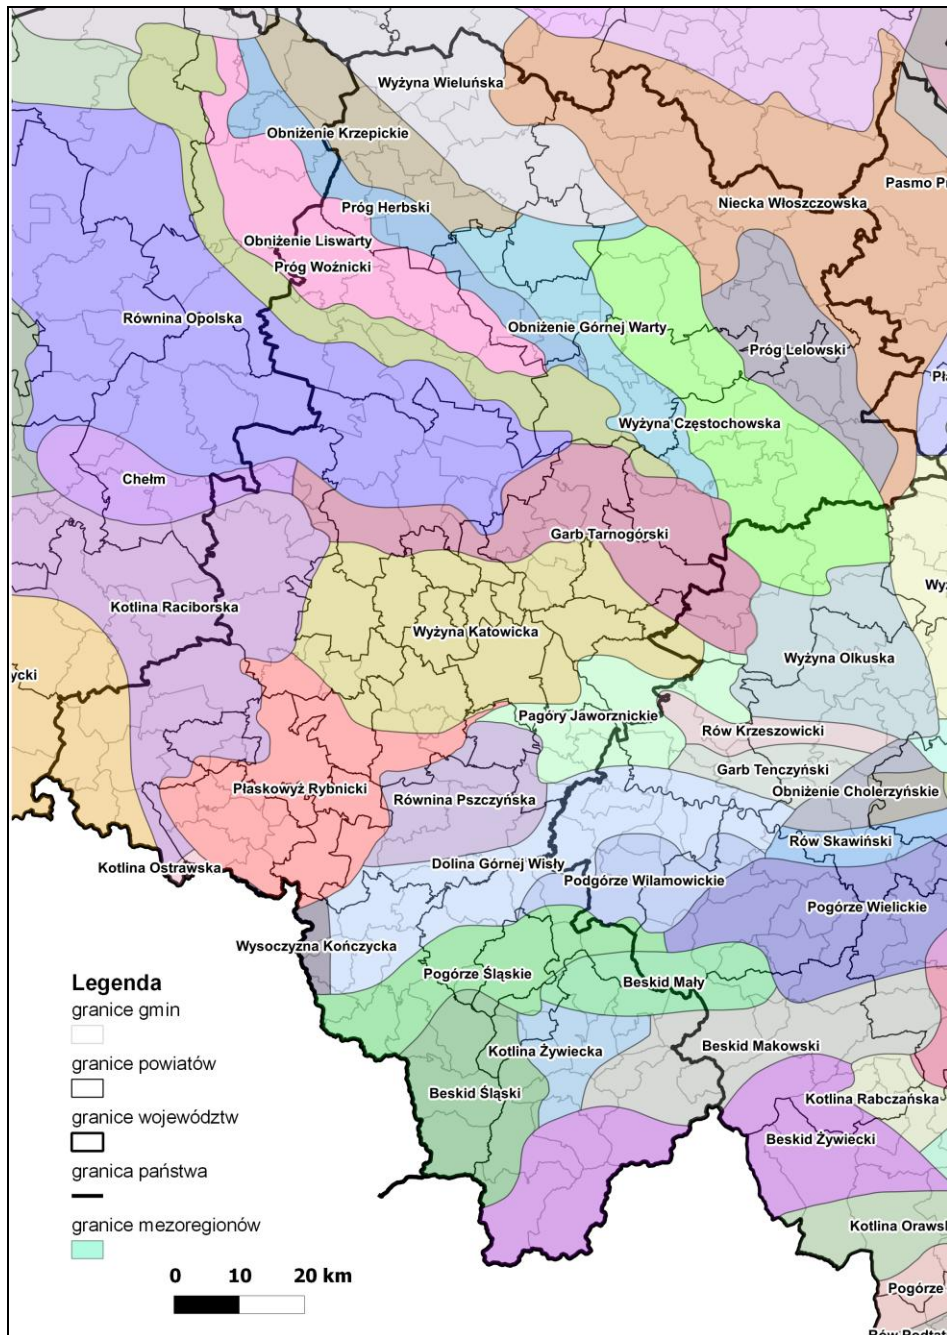 Wyżyna Wieluńska
Obniżenie Krzepickie
Pasmo P
Niecka Włoszczowska
Próg Herbski
Obniżenie Liswarty
Próg Woźnicki
Równina Opolska
Obniżenie Górnej Warty
Próg Lelowski
Pł
Wyżyna Częstochowska
Chełm
Garb Tarnogórski
Wyż
Kotlina Raciborska
Wyżyna Katowicka
Wyżyna Olkuska
ycki
Pagóry Jaworznickie
Rów Krzeszowicki
Garb Tenczyński
Obniżenie Cholerzyńskie
Płaskowyż Rybnicki
Równina Pszczyńska
Rów Skawiński
Kotlina Ostrawska
Dolina Górnej Wisły
Podgórze Wilamowickie
Pogórze Wielickie
Wysoczyzna Kończycka
Pogórze Śląskie
Beskid Mały
Kotlina Żywiecka
Beskid Makowski
Beskid Śląski
Kotlina Rabczańska
Beskid Żywiecki
Kotlina Oraws
Pogórze
Legenda
granice gmin
granice powiatów
granice województw
granica państwa
granice mezoregionów
0 10 20 km